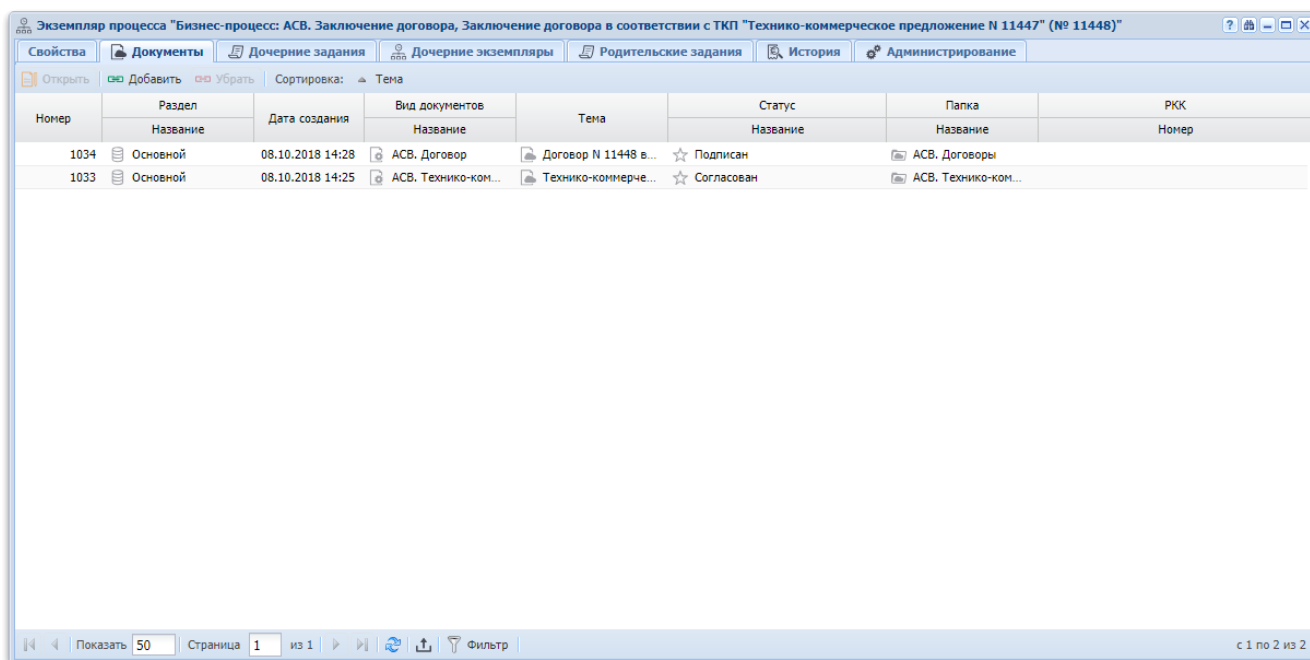 Экземпляр процесса "Бизнес-процесс: АСВ. Заключение договора, Заключение договора в соответствии с ТКП "Технико-коммерческое предложение N 11447" (№ 11448)"
Свойства Документы Дочерние задания Дочерние экземпляры Родительские задания История Администрирование
Открыть Добавить Убрать Сортировка: Тема
Номер Раздел Дата создания Вид документов Тема Статус Папка РКК
Название Название Название Название Номер
1034 Основной 08.10.2018 14:28 АСВ. Договор Договор N 11448 в... Подписан АСВ. Договоры
1033 Основной 08.10.2018 14:25 АСВ. Технико-ком... Технико-коммерче... Согласован АСВ. Технико-ком...
Показать 50 Страница 1 из 1 Фильтр с 1 по 2 из 2